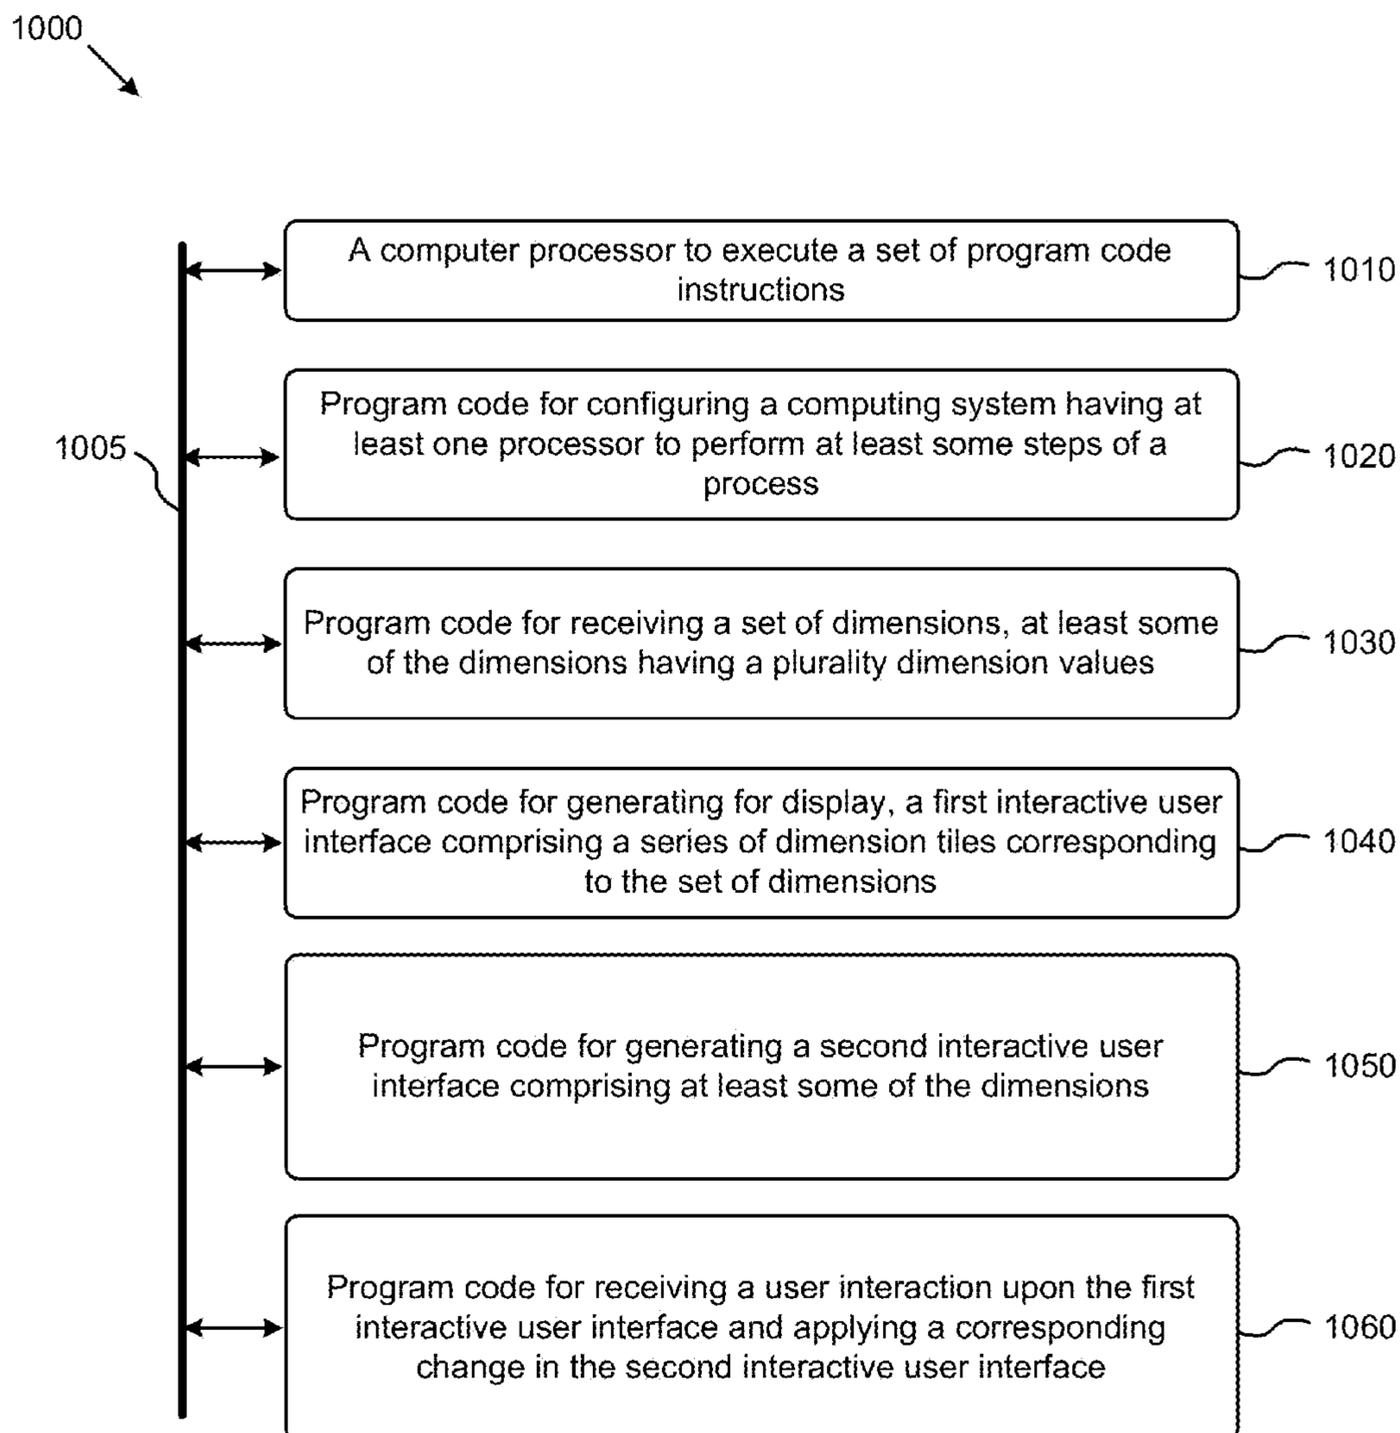 1000
A computer processor to execute a set of program code
instructions
1010
Program code for configuring a computing system having at
least one processor to perform at least some steps of a
process
1020
1005
Program code for receiving a set of dimensions, at least some
of the dimensions having a plurality dimension values
1030
Program code for generating for display, a first interactive user
interface comprising a series of dimension tiles corresponding
to the set of dimensions
1040
Program code for generating a second interactive user
interface comprising at least some of the dimensions
1050
Program code for receiving a user interaction upon the first
interactive user interface and applying a corresponding
change in the second interactive user interface
1060